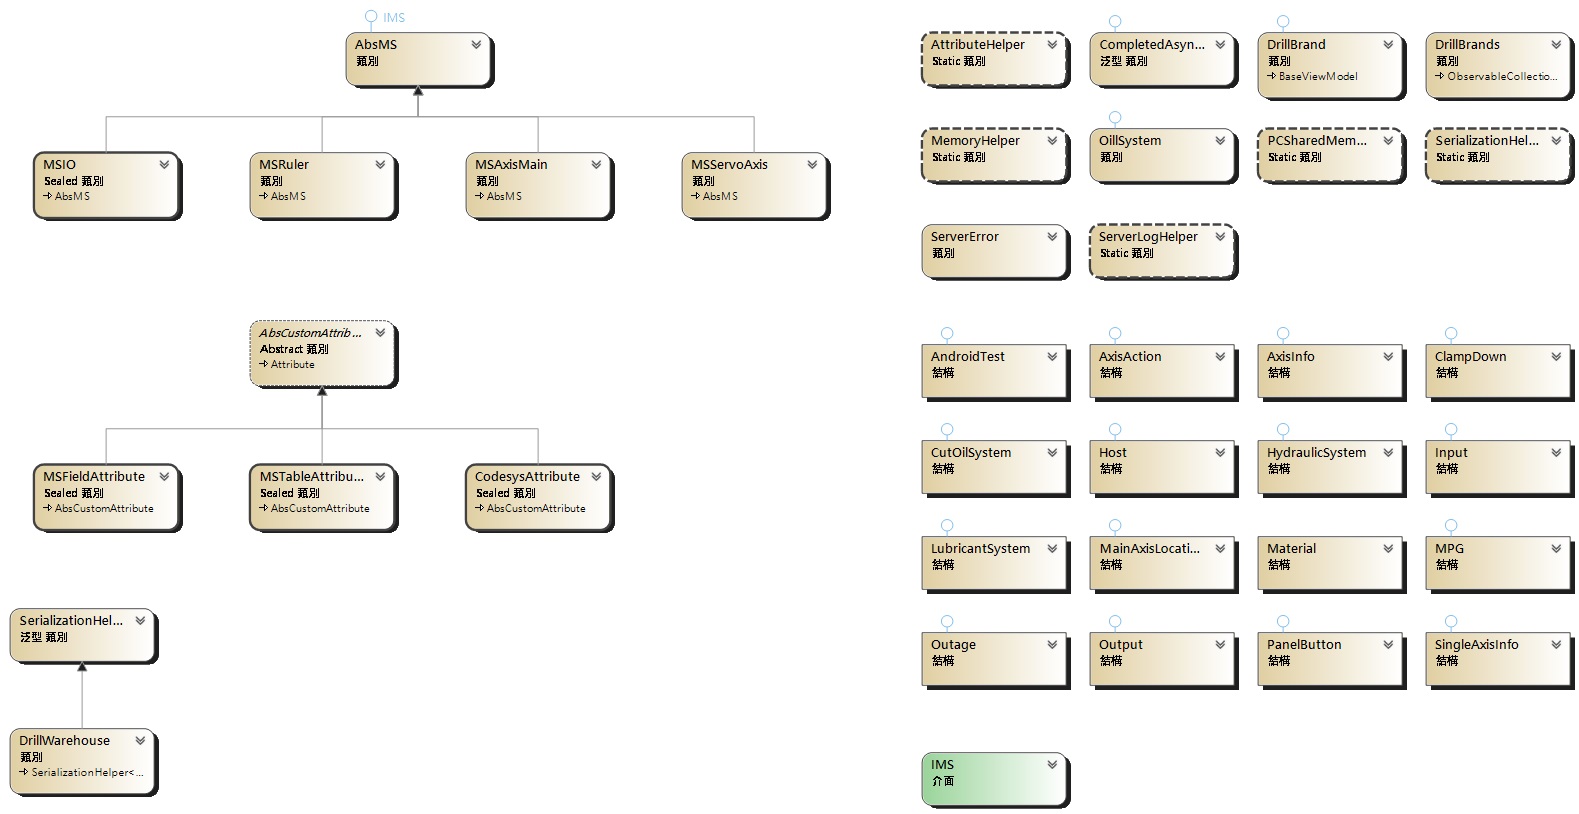 IMS
AbsMS
類別
MSIO
Sealed 類別
AbsMS
MSRuler
類別
AbsMS
MSAxisMain
類別
AbsMS
MSServoAxis
類別
AbsMS
AbsCustomAttrib...
Abstract 類別
Attribute
MSFieldAttribute
Sealed 類別
AbsCustomAttribute
MSTableAttribu...
Sealed 類別
AbsCustomAttribute
CodesysAttribute
Sealed 類別
AbsCustomAttribute
SerializationHel...
泛型 類別
DrillWarehouse
類別
SerializationHelper<...
AttributeHelper
Static 類別
CompletedAsyn...
泛型 類別
DrillBrand
類別
BaseViewModel
DrillBrands
類別
ObservableCollectio...
MemoryHelper
Static 類別
OillSystem
類別
PCSharedMem...
Static 類別
SerializationHel...
Static 類別
ServerError
類別
ServerLogHelper
Static 類別
AndroidTest
結構
AxisAction
結構
AxisInfo
結構
ClampDown
結構
CutOilSystem
結構
Host
結構
HydraulicSystem
結構
Input
結構
LubricantSystem
結構
MainAxisLocati...
結構
Material
結構
MPG
結構
Outage
結構
Output
結構
PanelButton
結構
SingleAxisInfo
結構
IMS
介面